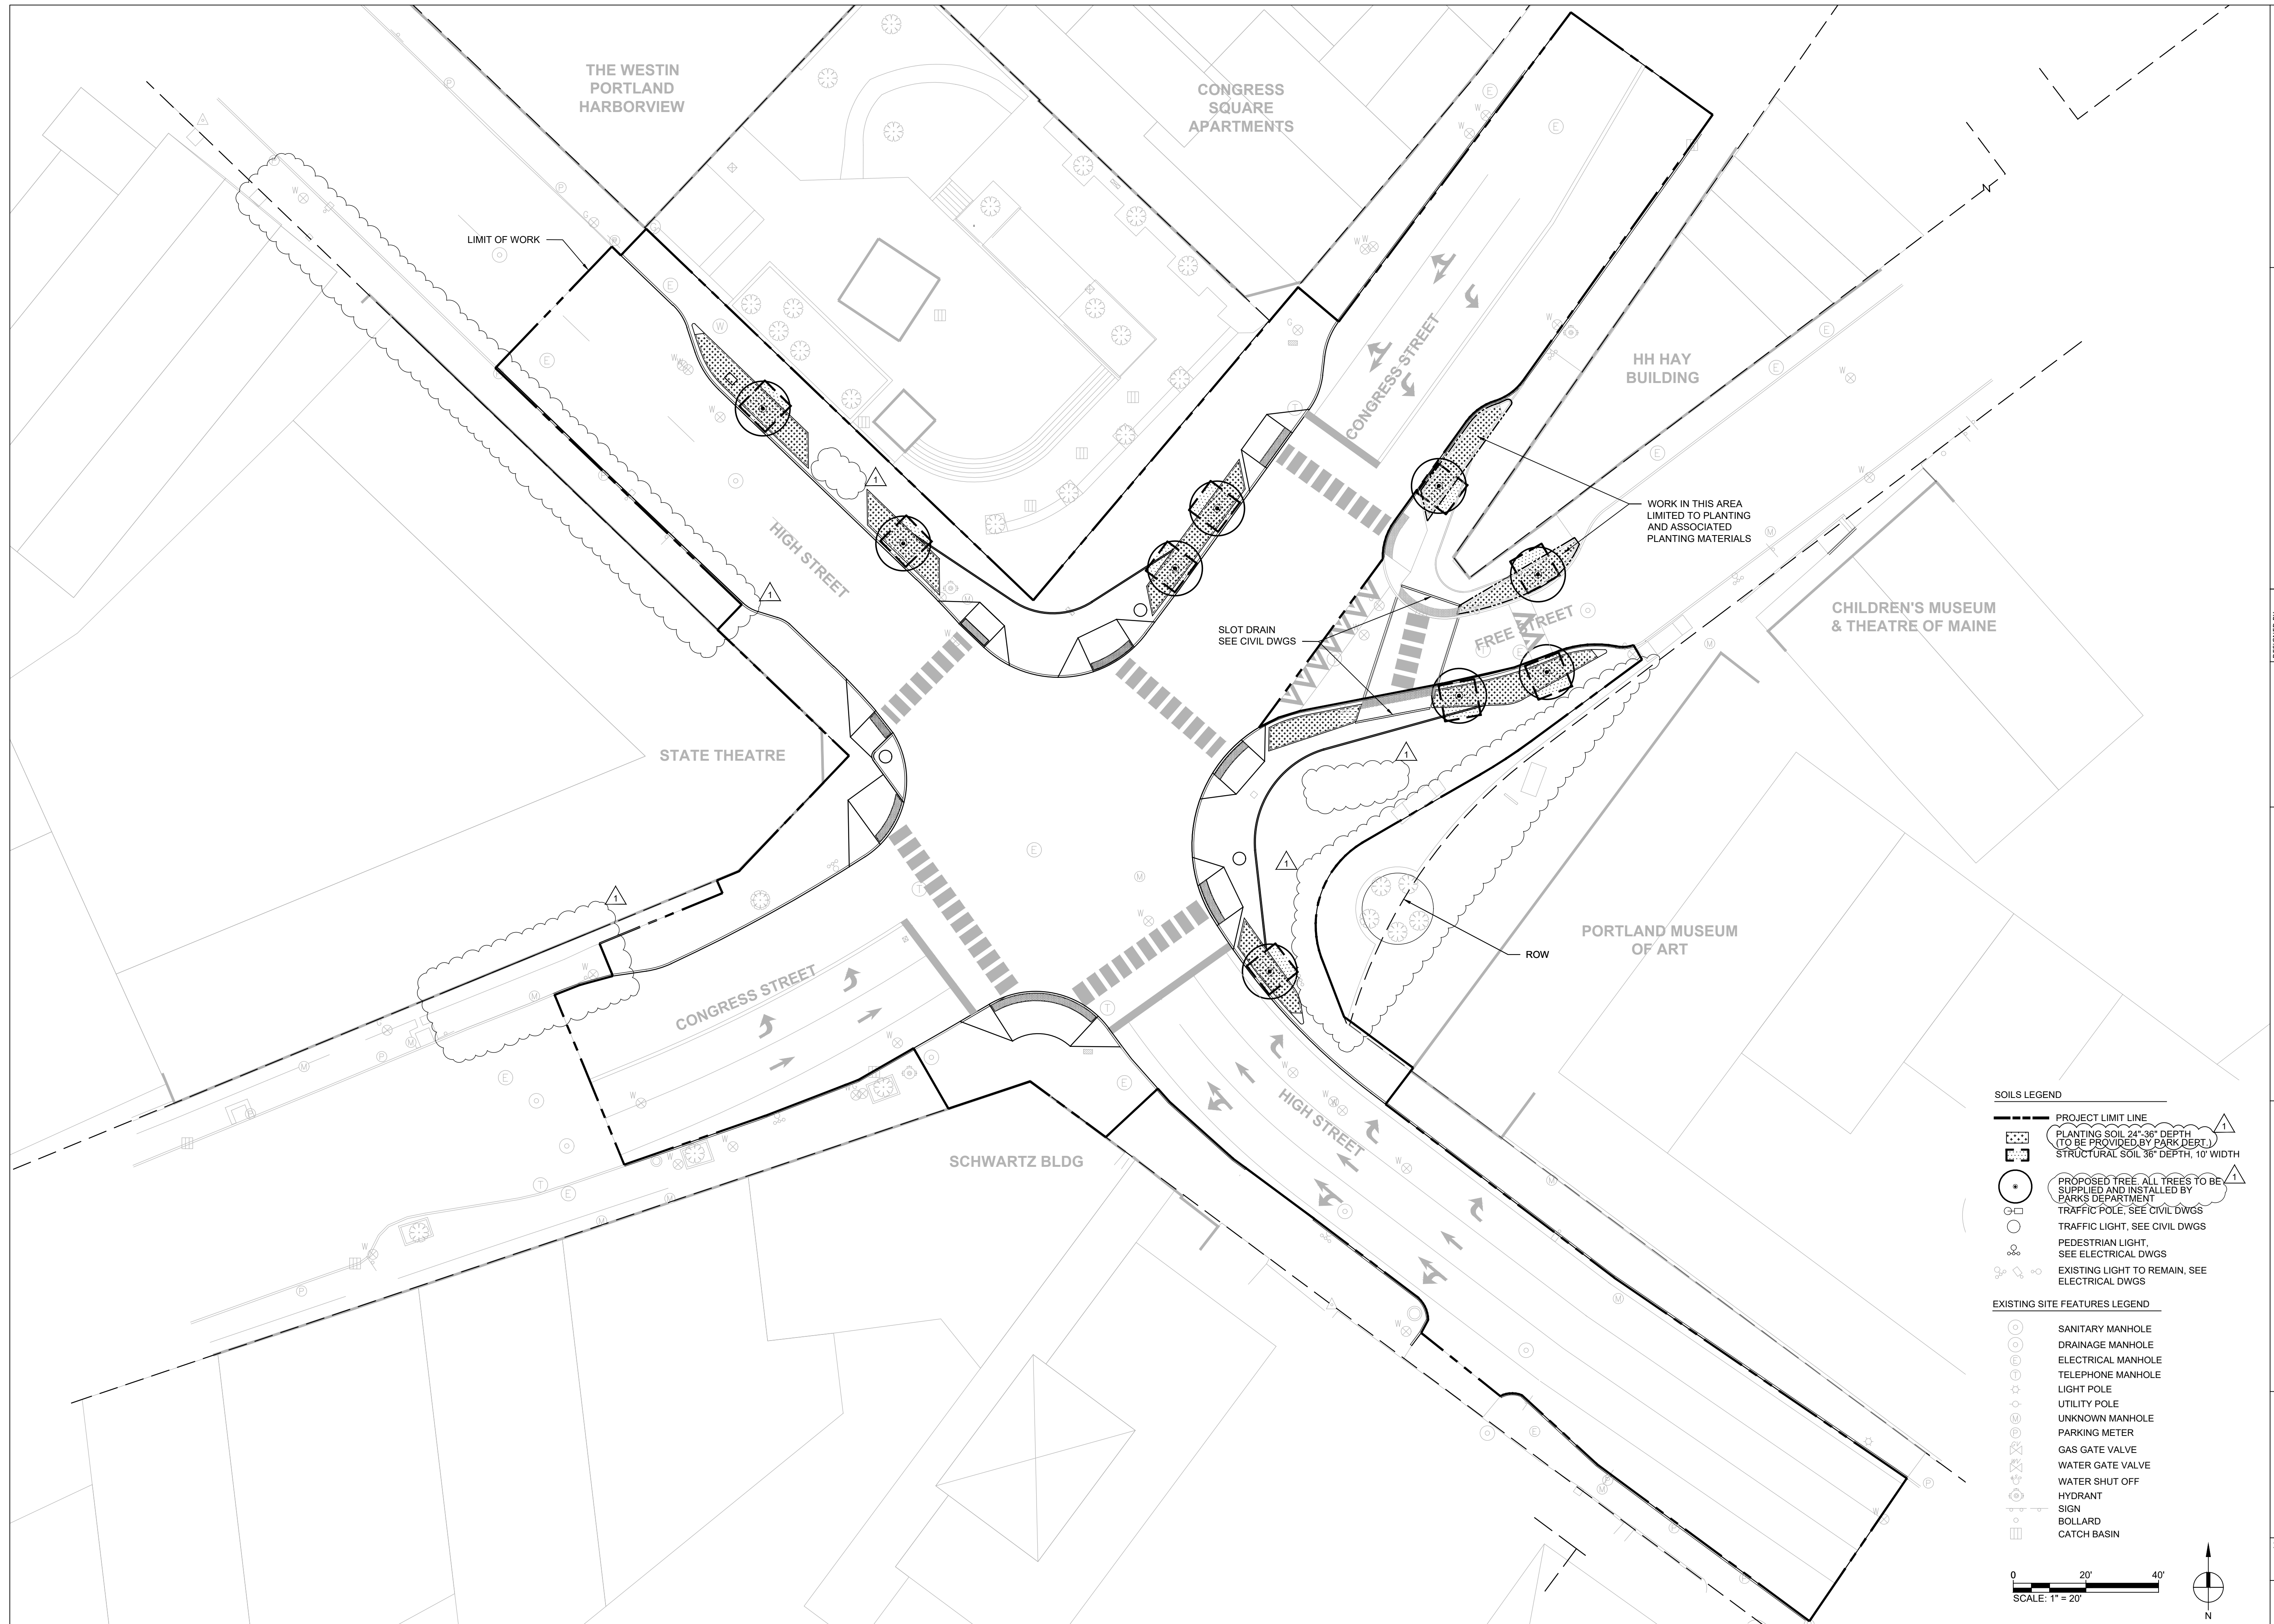 THE WESTIN
PORTLAND
HARBORVIEW
CONGRESS
SQUARE
APARTMENTS
LIMIT OF WORK
CONGRESS STREET
HH HAY
BUILDING
WORK IN THIS AREA
LIMITED TO PLANTING
AND ASSOCIATED
PLANTING MATERIALS
HIGH STREET
SLOT DRAIN
SEE CIVIL DWGS
FREE STREET
CHILDREN'S MUSEUM
& THEATRE OF MAINE
STATE THEATRE
PORTLAND MUSEUM
OF ART
ROW
CONGRESS STREET
HIGH STREET
SCHWARTZ BLDG
1
1
1
1
1
SOILS LEGEND
PROJECT LIMIT LINE
1
PLANTING SOIL 24"-36" DEPTH
(TO BE PROVIDED BY PARK DEPT.)
STRUCTURAL SOIL 36" DEPTH, 10' WIDTH
1
PROPOSED TREE. ALL TREES TO BE
SUPPLIED AND INSTALLED BY
PARKS DEPARTMENT
TRAFFIC POLE, SEE CIVIL DWGS
TRAFFIC LIGHT, SEE CIVIL DWGS
PEDESTRIAN LIGHT,
SEE ELECTRICAL DWGS
EXISTING LIGHT TO REMAIN, SEE
ELECTRICAL DWGS
EXISTING SITE FEATURES LEGEND
SANITARY MANHOLE
DRAINAGE MANHOLE
E ELECTRICAL MANHOLE
T TELEPHONE MANHOLE
LIGHT POLE
UTILITY POLE
M UNKNOWN MANHOLE
P PARKING METER
GAS GATE VALVE
WATER GATE VALVE
WATER SHUT OFF
HYDRANT
SIGN
BOLLARD
CATCH BASIN
0 20' 40'
SCALE: 1" = 20'
N